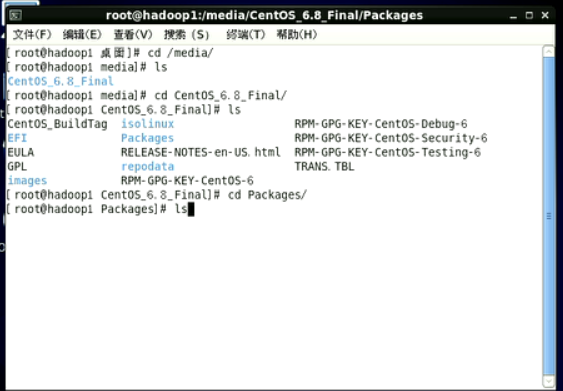 root@hadoop1:/media/CentOS_6.8_Final/Packages
文件(F) 编辑(E) 查看(V) 搜索 (S) 终端(T) 帮助(H)
[root@hadoop1 桌面]# cd /media/
[root@hadoop1 media]# ls
CentOS_6.8_Final
[root@hadoop1 media]# cd CentOS_6.8_Final/
[root@hadoop1 CentOS_6.8_Final]# ls
CentOS_BuildTag isolinux RPM-GPG-KEY-CentOS-Debug-6
EFI Packages RPM-GPG-KEY-CentOS-Security-6
EULA RELEASE-NOTES-en-US.html RPM-GPG-KEY-CentOS-Testing-6
GPL repodata TRANS.TBL
images RPM-GPG-KEY-CentOS-6
[root@hadoop1 CentOS_6.8_Final]# cd Packages/
[root@hadoop1 Packages]# ls